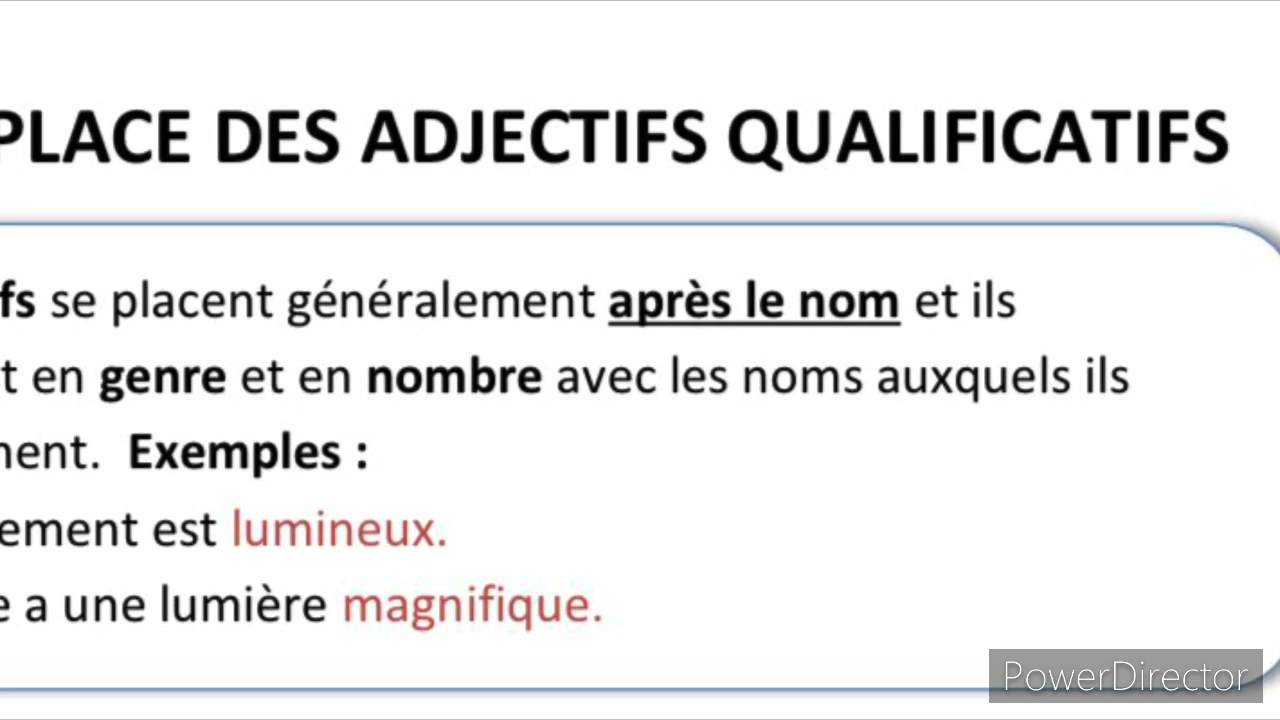 PLACE DES ADJECTIFS QUALIFICATIFS
fs se placent généralement après le nom et ils
t en genre et en nombre avec les noms auxquels ils
ment. Exemples :
ement est lumineux.
e a une lumière magnifique.
PowerDirector